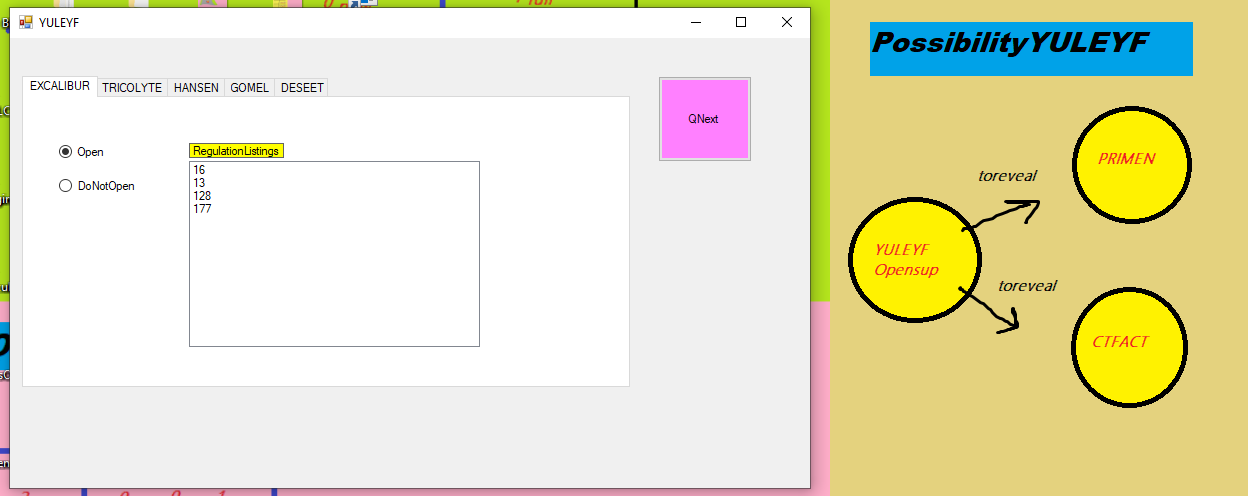 YULEYF
EXCALIBUR TRICOLYTE HANSEN GOMEL DESEET
Open
DoNotOpen
RegulationListings
16
13
128
177
QNext
PossibilityYULEYF
YULEYF
Opensup
toreveal
PRIMEN
toreveal
CTFACT